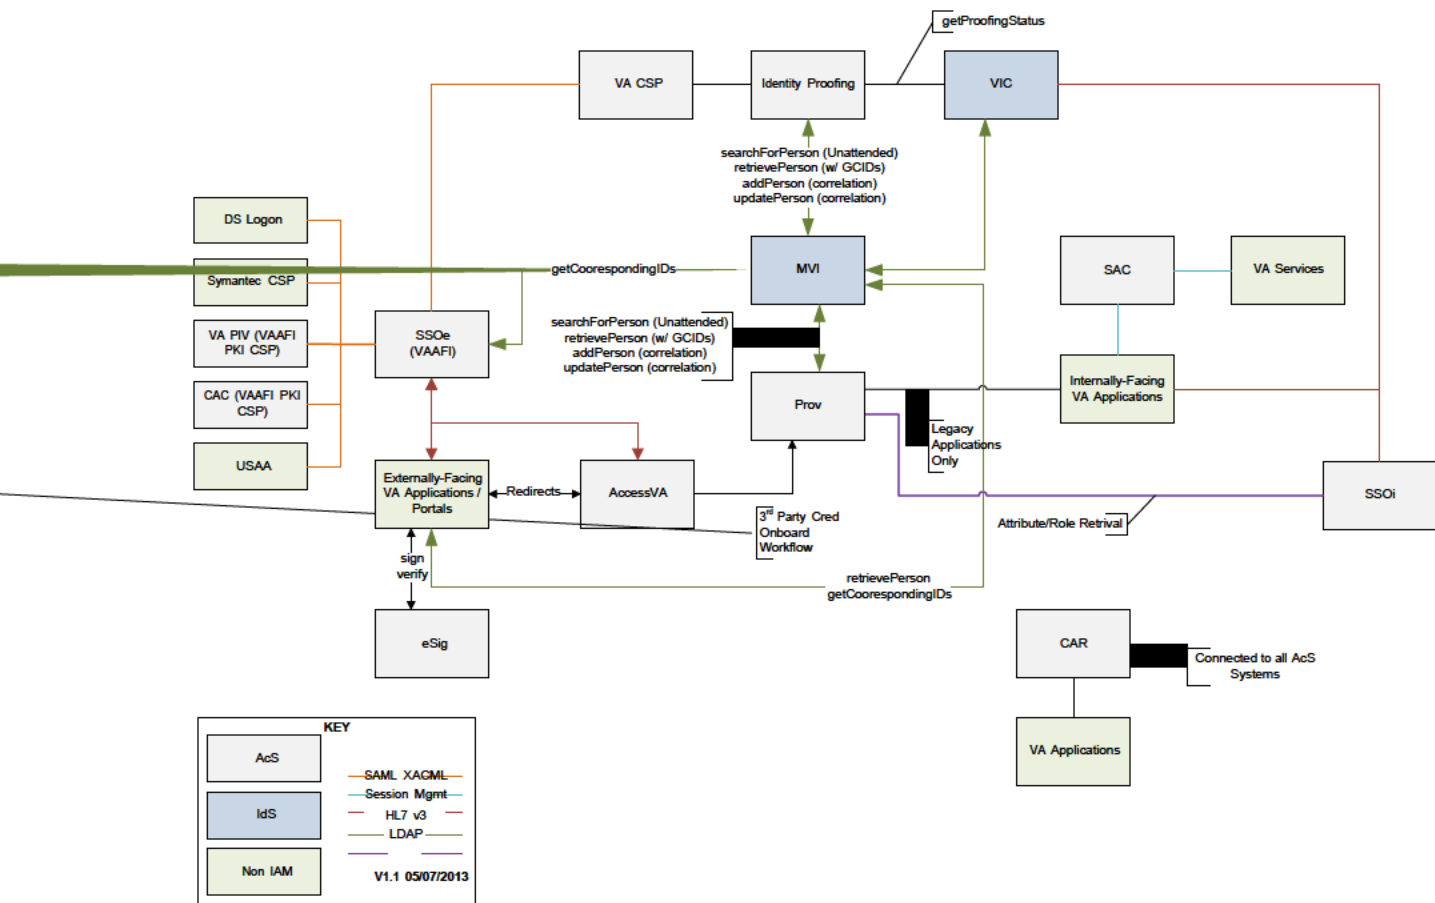 getProofingStatus
VA CSP
Identity Proofing
VIC
searchForPerson (Unattended)
retrievePerson (w/ GCIDs)
addPerson (correlation)
updatePerson (correlation)
DS Logon
Symantec CSP
VA PIV (VAAFI
PKI CSP)
CAC (VAAFI PKI
CSP)
USAA
getCoorespondingIDs
MVI
SAC
VA Services
SSOe
(VAAFI)
searchForPerson (Unattended)
retrievePerson (w/ GCIDs)
addPerson (correlation)
updatePerson (correlation)
Prov
Internally-Facing
VA Applications
Legacy
Applications
Only
Externally-Facing
VA Applications /
Portals
Redirects
AccessVA
SSOi
3rd Party Cred
Onboard
Workflow
Attribute/Role Retrival
sign
verify
retrievePerson
getCoorespondingIDs
eSig
CAR
Connected to all AcS
Systems
VA Applications
KEY
AcS
IdS
Non IAM
SAML XACML
Session Mgmt
HL7 v3
LDAP
V1.1 05/07/2013